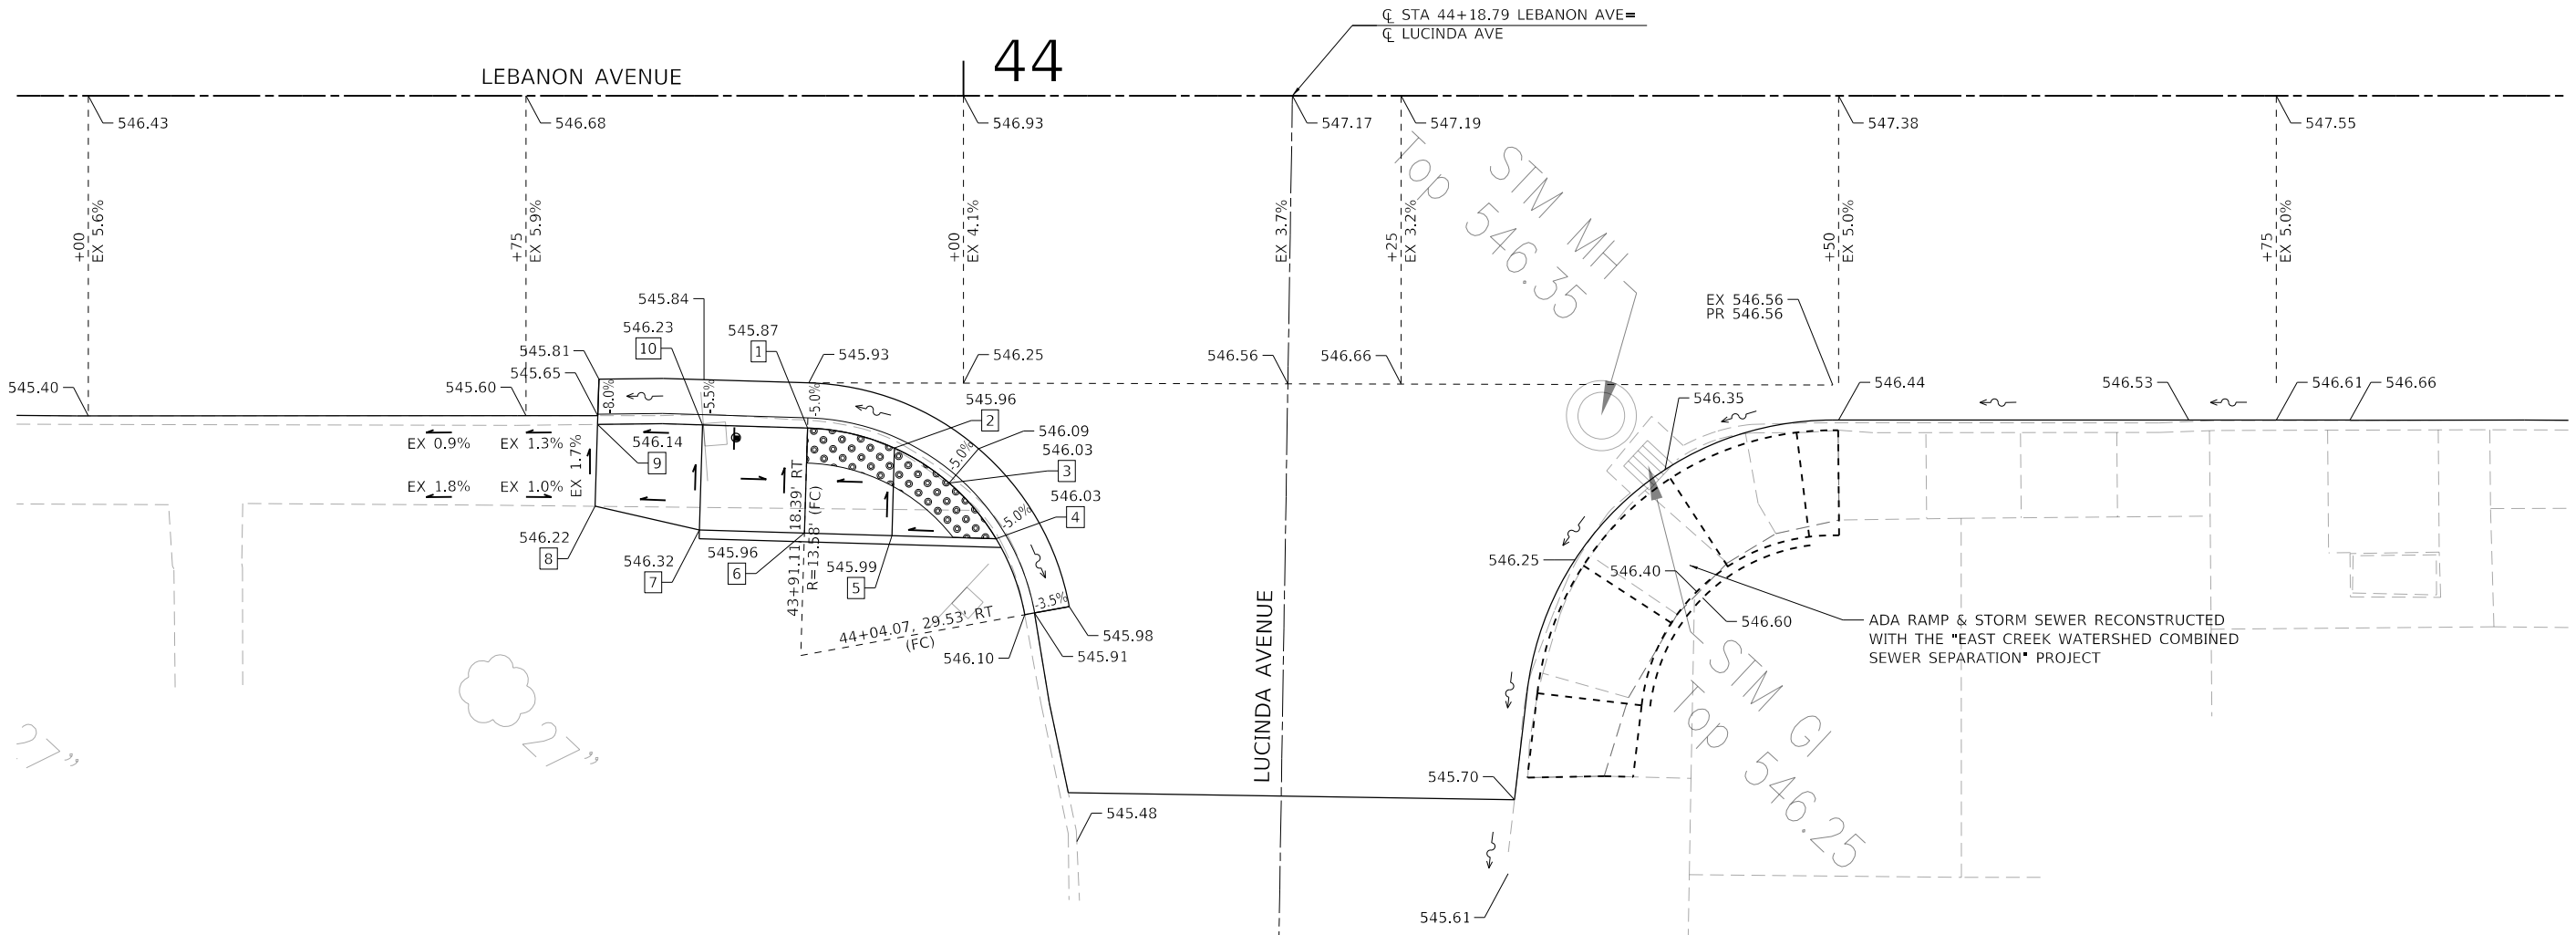 ℄ STA 44+18.79 LEBANON AVE=
℄ LUCINDA AVE
44
LEBANON AVENUE
546.43
546.68
546.93
547.17
547.19
547.38
547.55
+00
EX 5.6%
+75
EX 5.9%
+00
EX 4.1%
EX 3.7%
+25
EX 3.2%
+50
EX 5.0%
+75
EX 5.0%
STM MH
Top 546.35
545.84
546.23
10
545.87
1
545.93
546.25
546.56
546.66
EX 546.56
PR 546.56
545.81
545.65
545.40
545.60
546.44
546.53
546.61
546.66
-8.0%
-5.5%
-5.0%
545.96
2
546.35
546.09
546.03
3
-5.0%
EX 0.9%
EX 1.3%
EX 1.7%
546.14
9
EX 1.8%
EX 1.0%
546.03
4
-5.0%
546.22
8
546.32
7
545.96
6
545.99
5
43+91.11, 18.39' RT
R=13.58' (FC)
546.25
546.40
546.60
-3.5%
44+04.07, 29.53' RT
(FC)
545.98
545.91
546.10
ADA RAMP & STORM SEWER RECONSTRUCTED
WITH THE "EAST CREEK WATERSHED COMBINED
SEWER SEPARATION" PROJECT
LUCINDA AVENUE
STM GI
Top 546.25
27"
27"
545.70
545.48
545.61